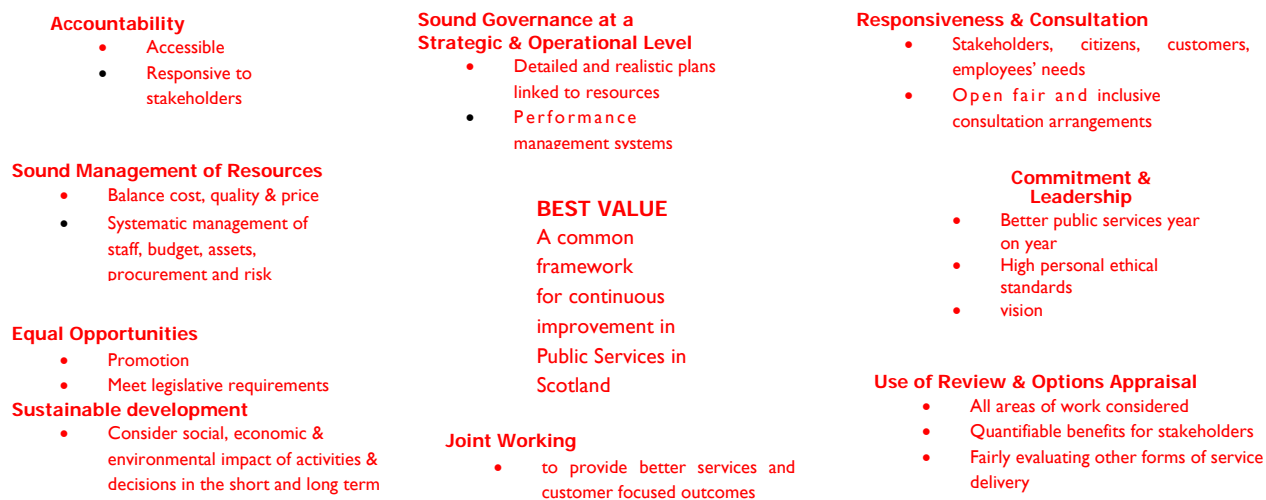 Accountability
• Accessible
• Responsive to
stakeholders
Sound Governance at a
Strategic & Operational Level
• Detailed and realistic plans
linked to resources
• Performance
management systems
Responsiveness & Consultation
• Stakeholders, citizens, customers,
employees' needs
• Open fair and inclusive
consultation arrangements
Sound Management of Resources
• Balance cost, quality & price
• Systematic management of
staff, budget, assets,
procurement and risk
BEST VALUE
A common
framework
for continuous
improvement in
Public Services in
Scotland
Commitment &
Leadership
• Better public services year
on year
• High personal ethical
standards
• vision
Equal Opportunities
• Promotion
• Meet legislative requirements
Sustainable development
• Consider social, economic &
environmental impact of activities &
decisions in the short and long term
Joint Working
• to provide better services and
customer focused outcomes
Use of Review & Options Appraisal
• All areas of work considered
• Quantifiable benefits for stakeholders
• Fairly evaluating other forms of service
delivery